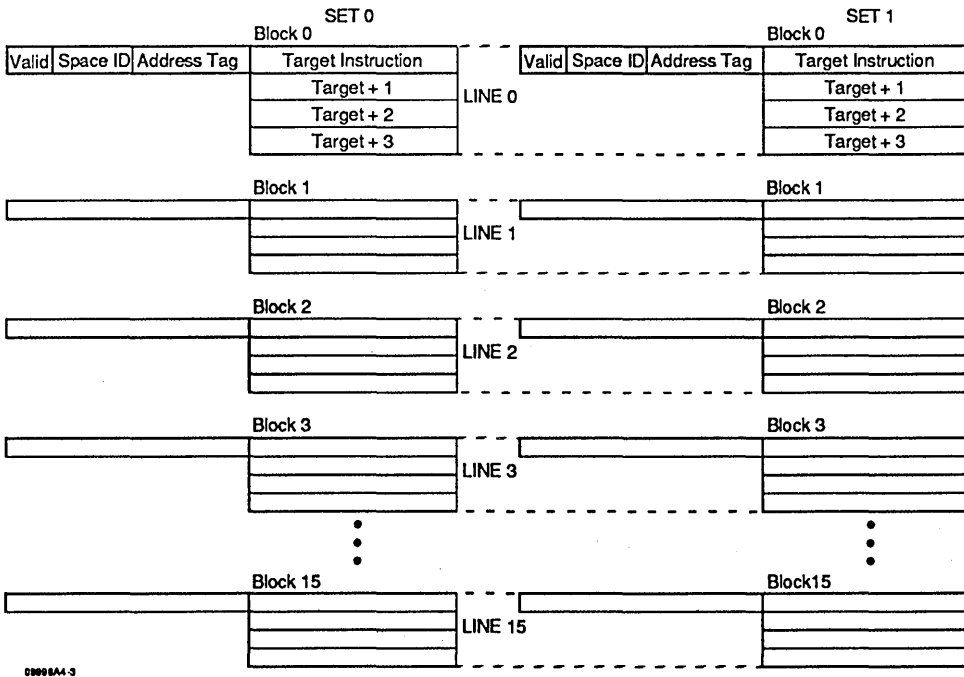 SET 0 SET 1
Block 0 Block 0
Valid Space ID Address Tag Target Instruction Valid Space ID Address Tag Target Instruction
Target + 1 LINE 0 Target + 1
Target + 2 Target + 2
Target + 3 Target + 3
Block 1 Block 1
LINE 1
Block 2 Block 2
LINE 2
Block 3 Block 3
LINE 3
Block 15 Block15
LINE 15